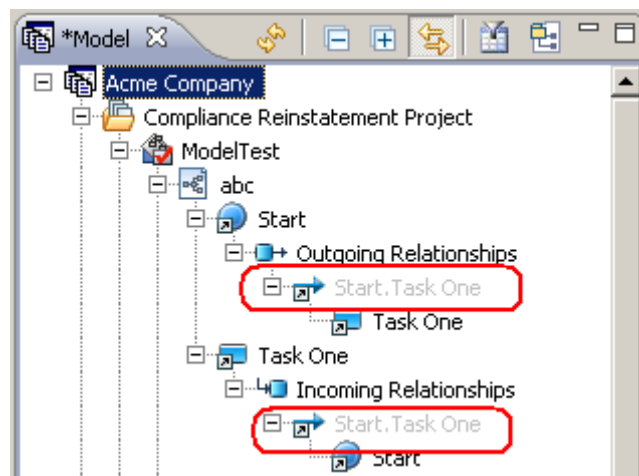 *Model
Acme Company
Compliance Reinstatement Project
ModelTest
abc
Start
Outgoing Relationships
Start.Task One
Task One
Task One
Incoming Relationships
Start.Task One
Start